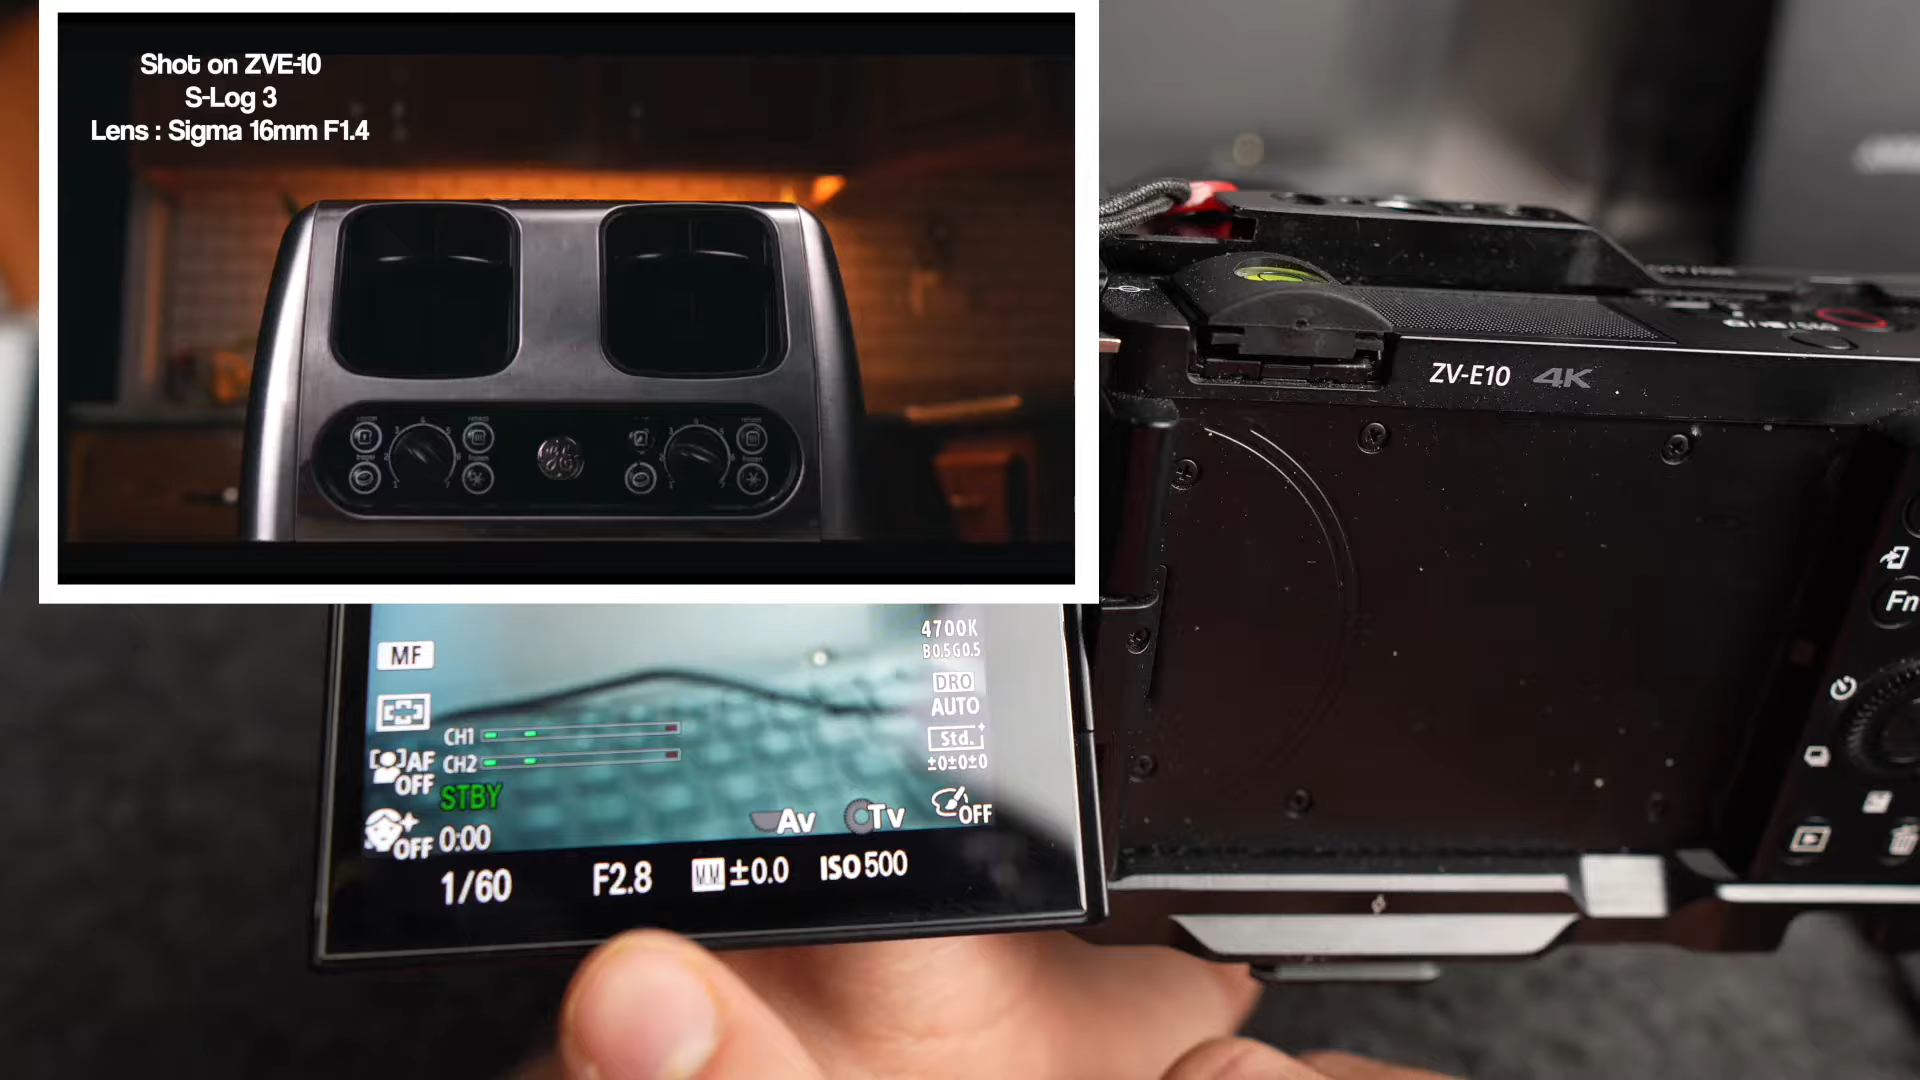 Shot on ZVE-10
S-Log 3
Lens : Sigma 16mm F1.4
ZV-E10 4K
Fn
4700K
B0.5G0.5
MF
DRO
AUTO
CH1
Std.
AF
OFF
CH2
±0±0±0
STBY
Av
Tv
OFF
OFF
0:00
1/60
F2.8
M.M
±0.0
ISO 500